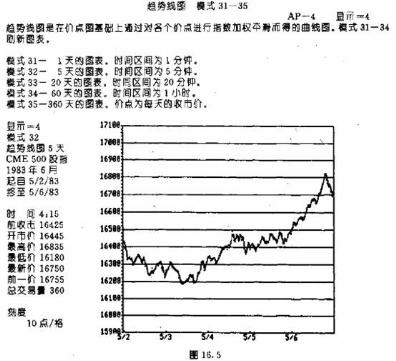 趋势线图 模式 31—35
AP—4 显示=4
趋势线图是在价点图基础上通过对各个价点进行指数加权平滑而得的曲线图。模式 31—34
刷新图表。
模式 31— 1 天的图表。时间区间为 1 分钟。
模式 32— 5 天的图表。时间区间为 5 分钟。
模式 33—20 天的图表。时间区间为 20 分钟。
模式 34—60 天的图表。时间区间为 1 小时。
模式 35—360 天的图表。价点为每天的收市价。
显示=4
模式 32
趋势线图 5 天
CME 500 股指
1983 年 6 月
起自 5/2/83
终至 5/6/83
时 间 4:15
前收无 16425
开市价 16445
最高价 16835
最低价 16180
最新价 16750
前一价 16755
总交易量 360
刻度
10 点/格
17100
17000
16900
16800
16700
16600
16500
16400
16300
16200
16100
16000
15900
5/2 5/3 5/4 5/5 5/6
图 16.5